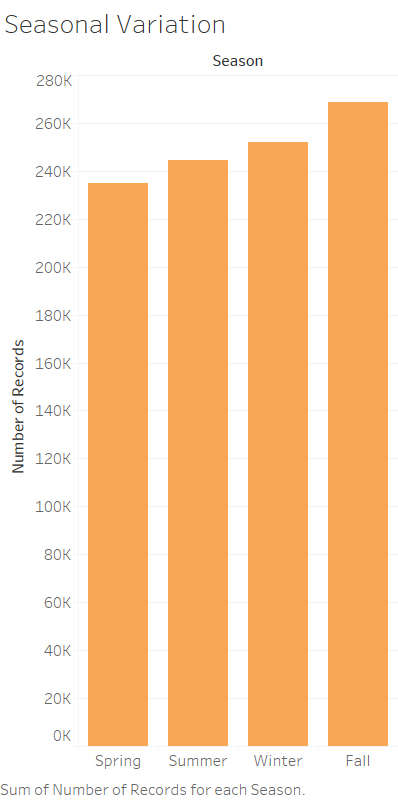 Seasonal Variation
Season
280K
260K
240K
220K
200K
180K
160K
140K
120K
100K
80K
60K
40K
20K
0K
Number of Records
Spring Summer Winter Fall
Sum of Number of Records for each Season.